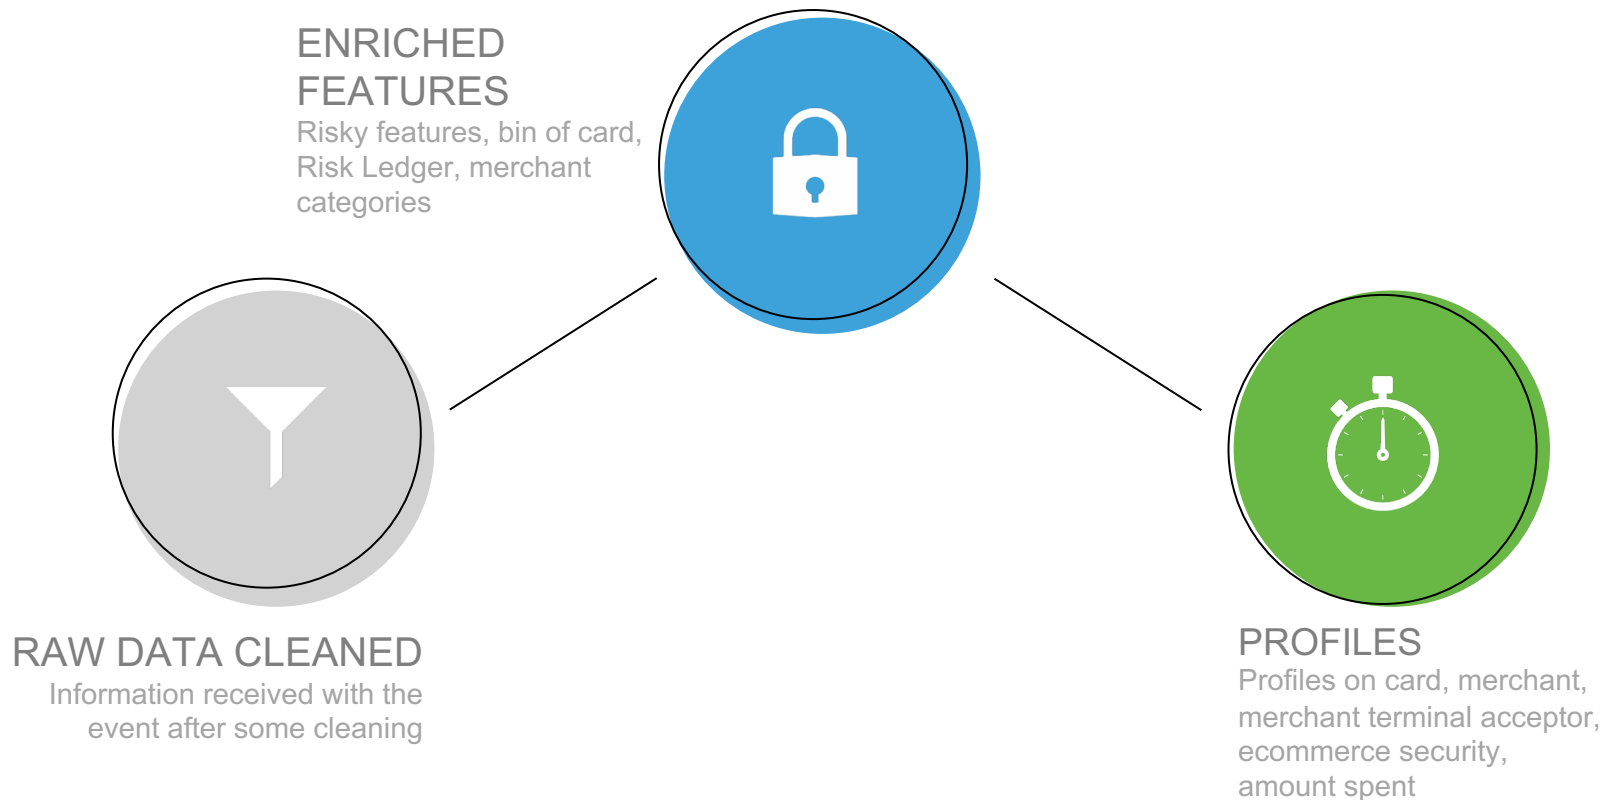 ENRICHED
FEATURES
Risky features, bin of card,
Risk Ledger, merchant
categories
RAW DATA CLEANED
Information received with the
event after some cleaning
PROFILES
Profiles on card, merchant,
merchant terminal acceptor,
ecommerce security,
amount spent